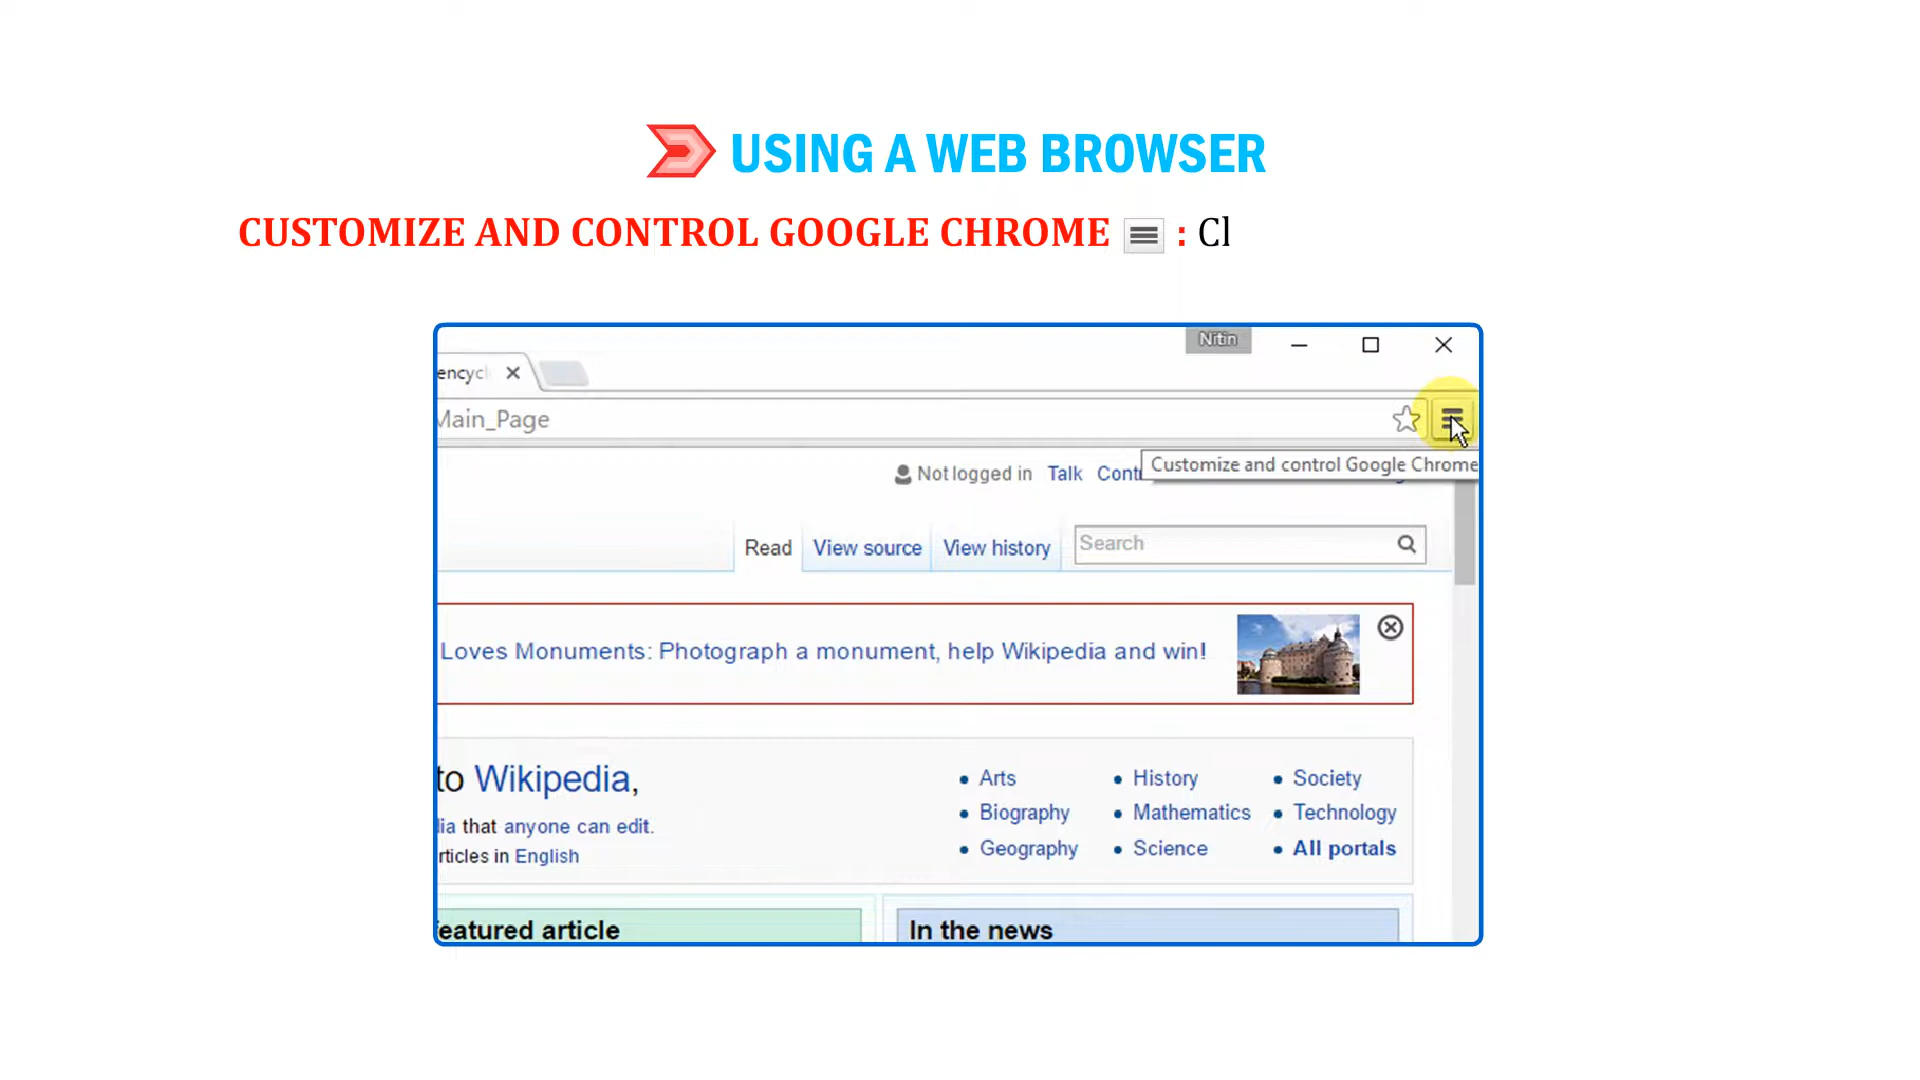 USING A WEB BROWSER
CUSTOMIZE AND CONTROL GOOGLE CHROME : Cl
Nitin
encycl
Main_Page
Customize and control Google Chrome
Not logged in Talk Cont
Read View source View history Search
Loves Monuments: Photograph a monument, help Wikipedia and win!
to Wikipedia,
Arts History Society
dia that anyone can edit.
Biography Mathematics Technology
rticles in English
Geography Science All portals
eatured article In the news